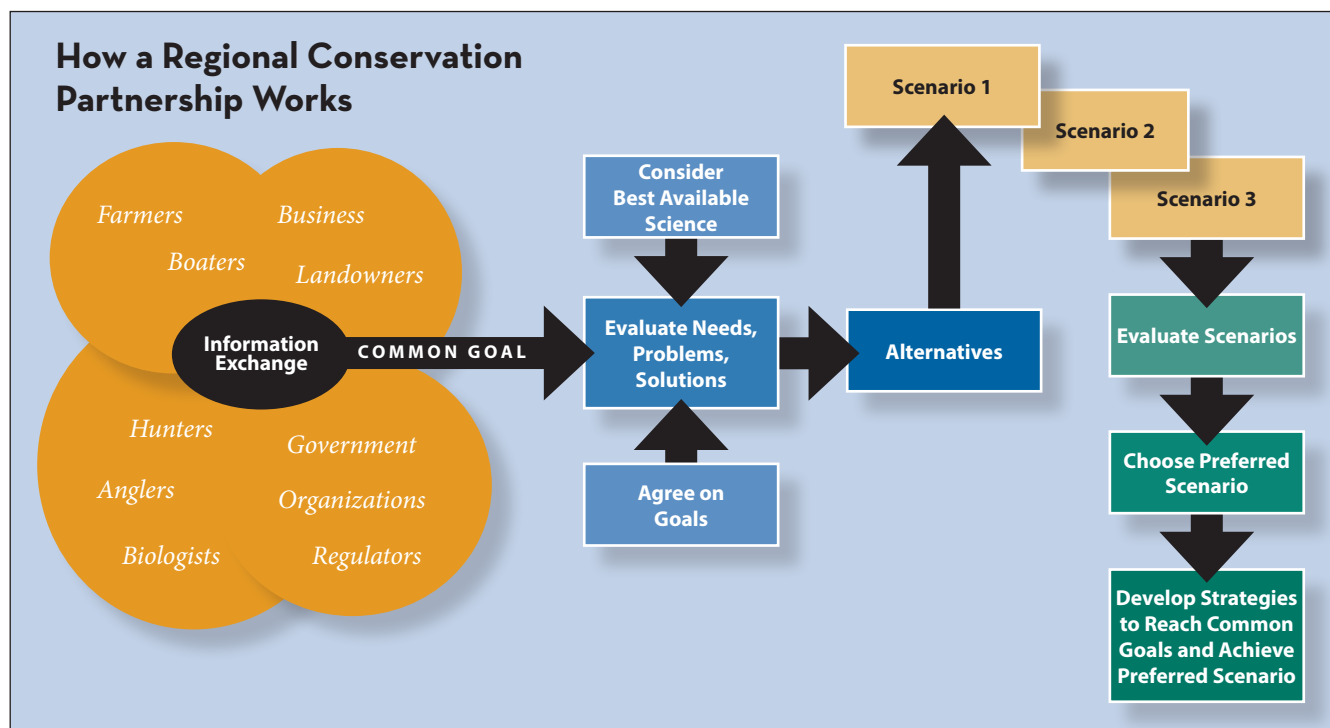 How a Regional Conservation
Partnership Works
Farmers
Business
Boaters
Landowners
Information
Exchange
COMMON GOAL
Hunters
Government
Anglers
Organizations
Biologists
Regulators
Consider
Best Available
Science
Evaluate Needs,
Problems,
Solutions
Agree on
Goals
Alternatives
Scenario 1
Scenario 2
Scenario 3
Evaluate Scenarios
Choose Preferred
Scenario
Develop Strategies
to Reach Common
Goals and Achieve
Preferred Scenario